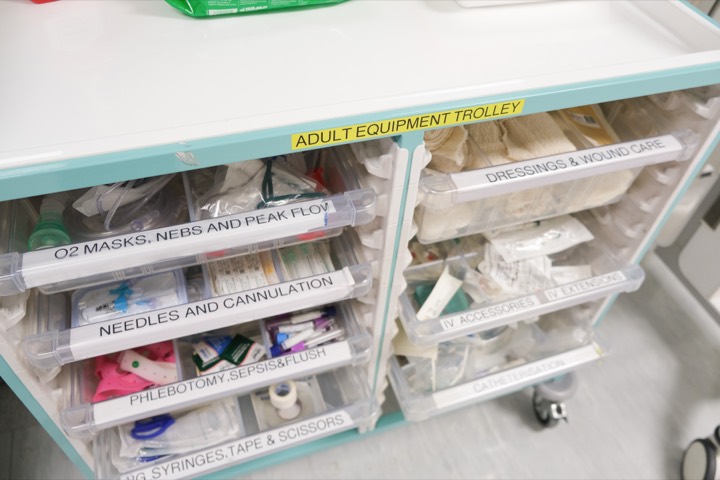 ADULT EQUIPMENT TROLLEY
O2 MASKS, NEBS AND PEAK FLOW
NEEDLES AND CANNULATION
PHLEBOTOMY, SEPSIS&FLUSH
NG, SYRINGES, TAPE & SCISSORS
DRESSINGS & WOUND CARE
IV ACCESSORIES IV EXTENSIONS
CATHETERISATION